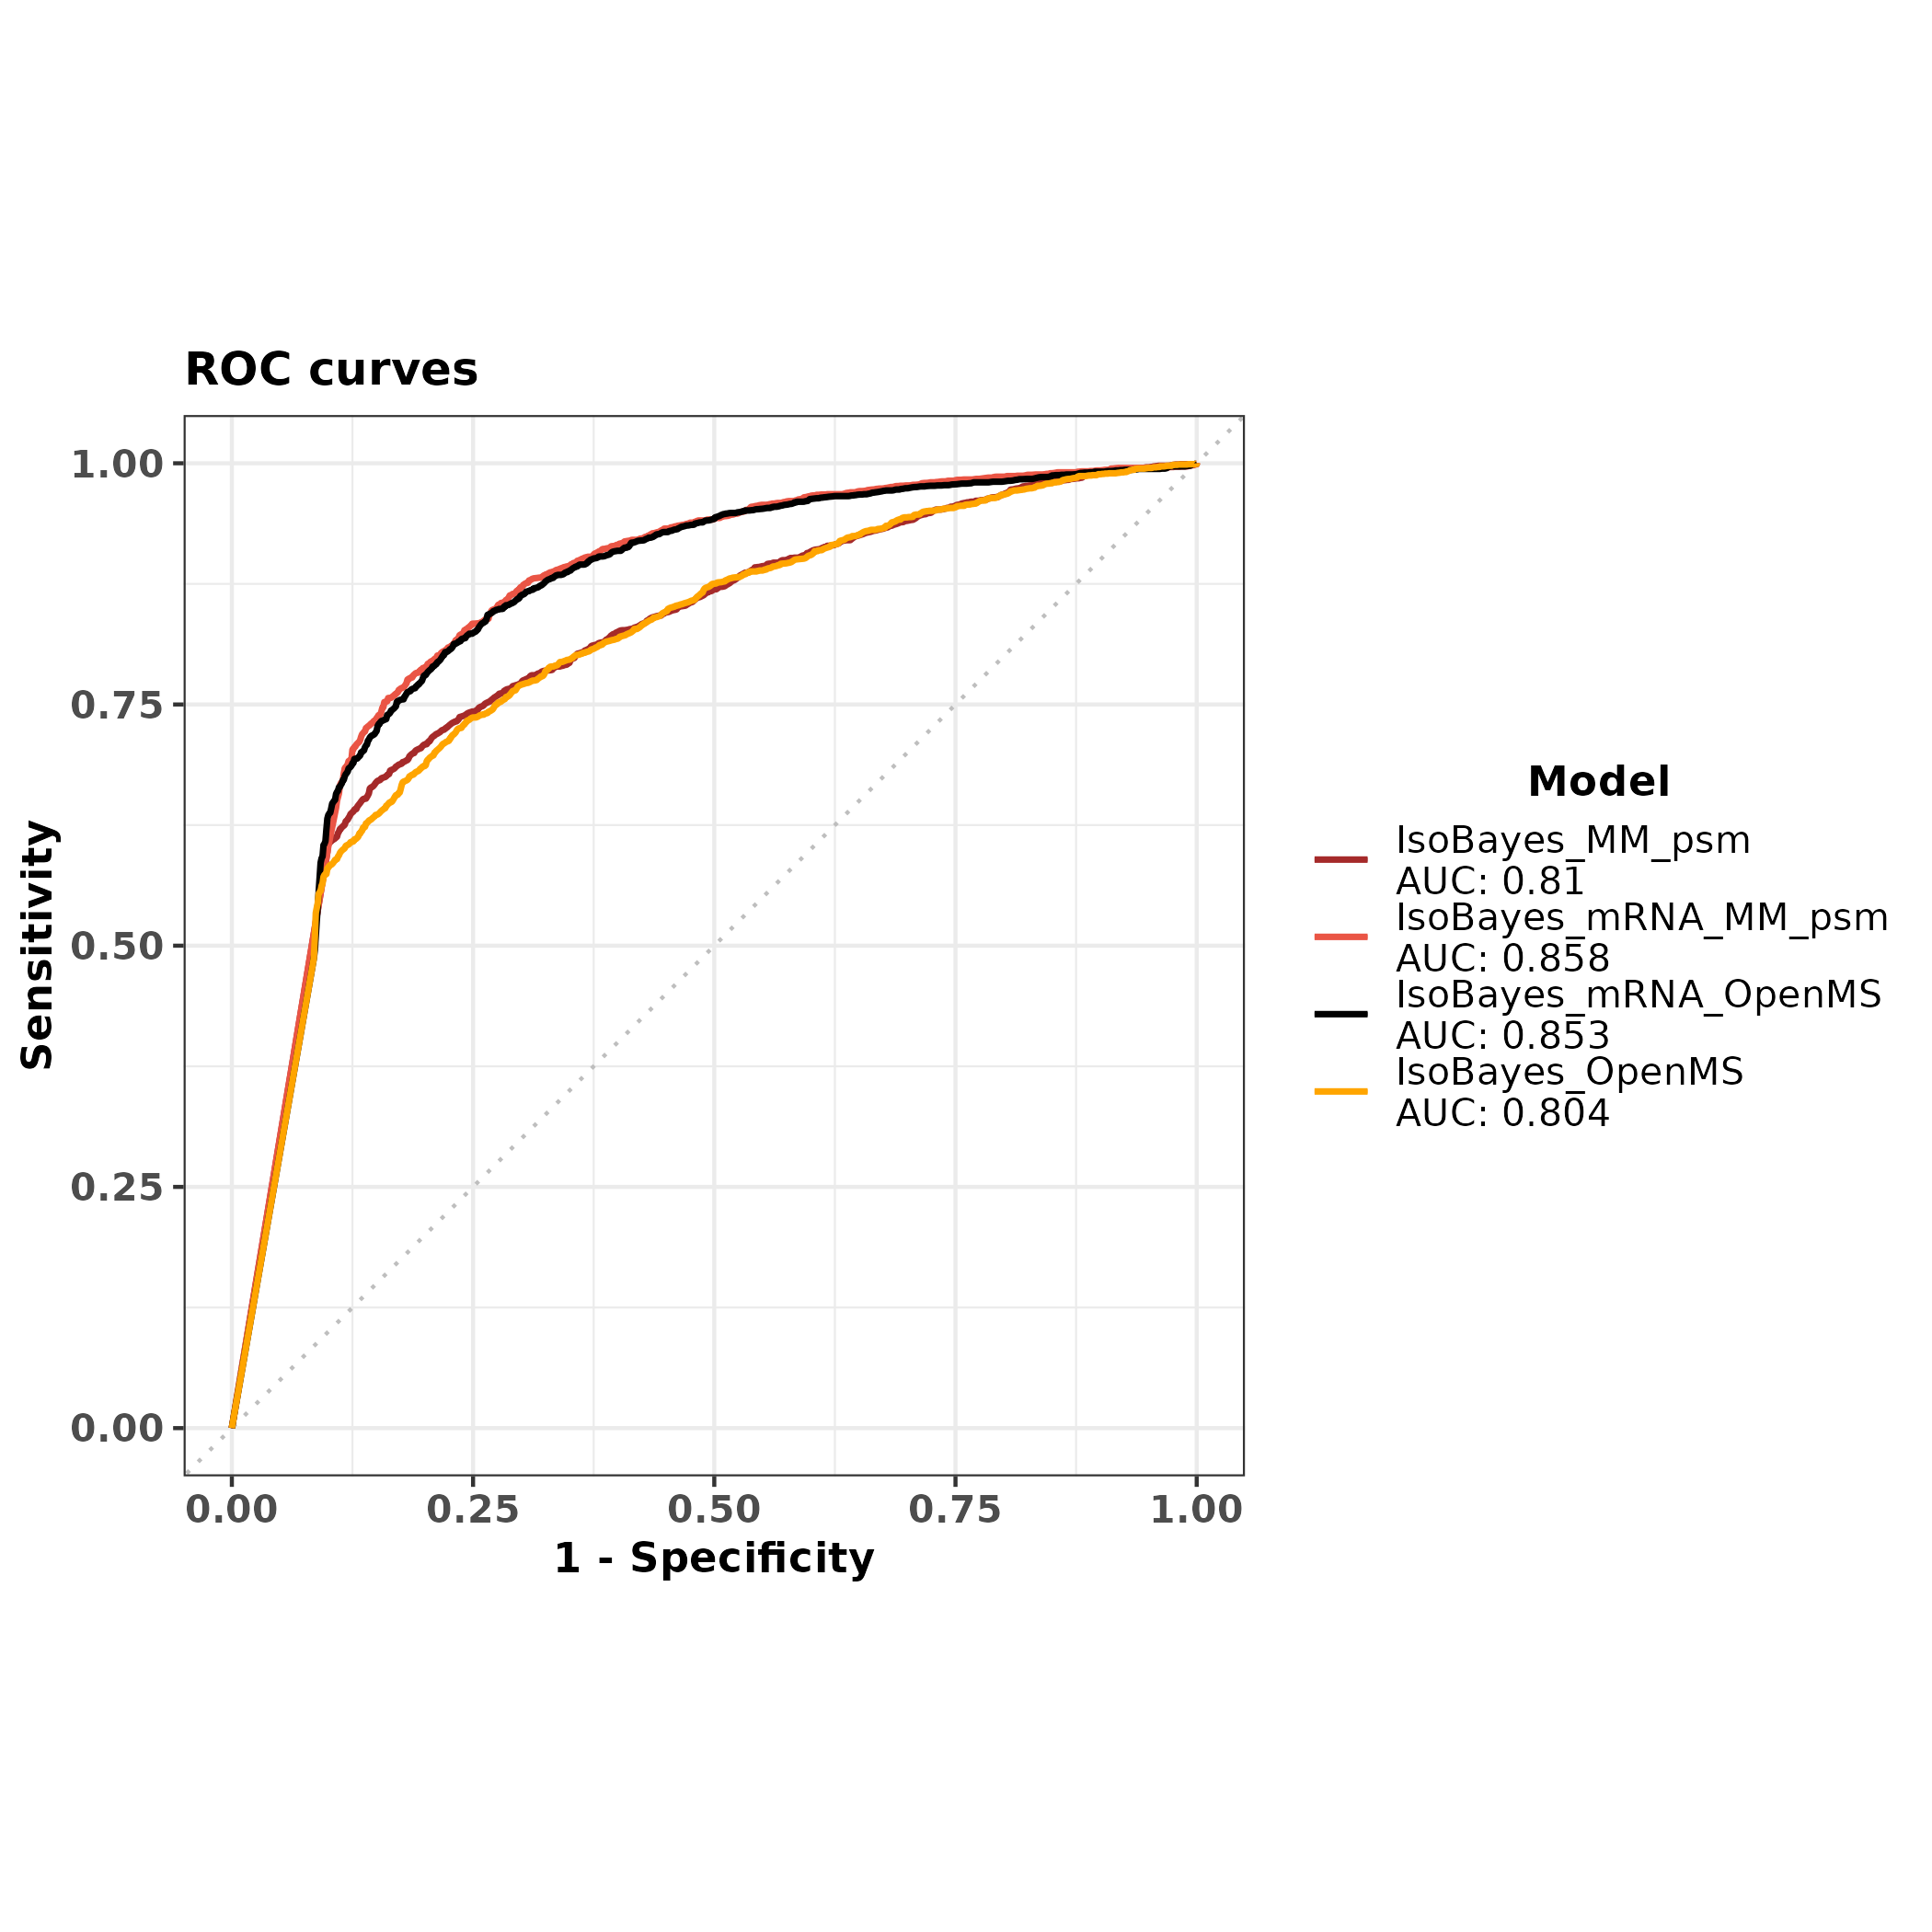 ROC curves
1.00
0.75
0.50
0.25
0.00
Sensitivity
0.00 0.25 0.50 0.75 1.00
1 - Specificity
Model
IsoBayes_MM_psm
AUC: 0.81
IsoBayes_mRNA_MM_psm
AUC: 0.858
IsoBayes_mRNA_OpenMS
AUC: 0.853
IsoBayes_OpenMS
AUC: 0.804